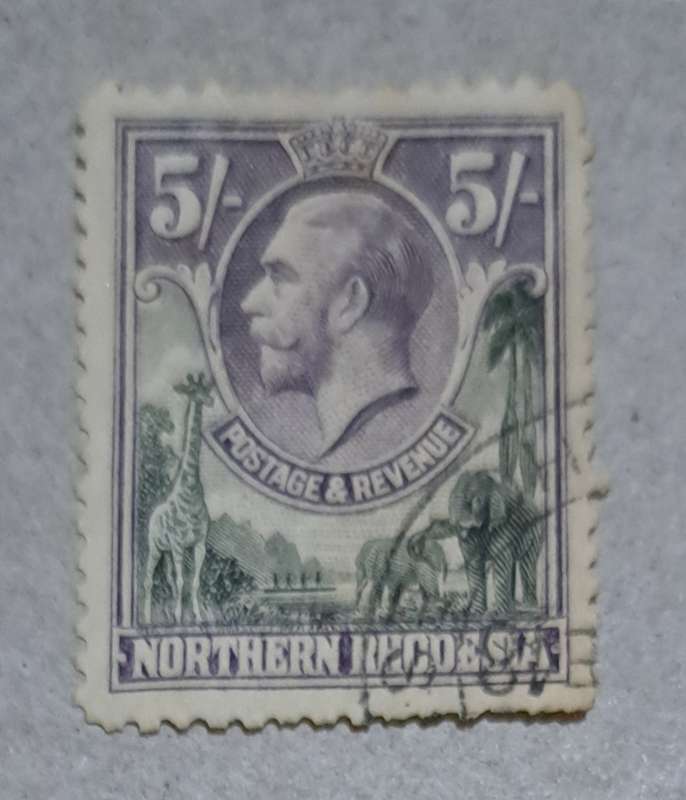 5/- 5/-
POSTAGE & REVENUE
NORTHERN RHODESIA